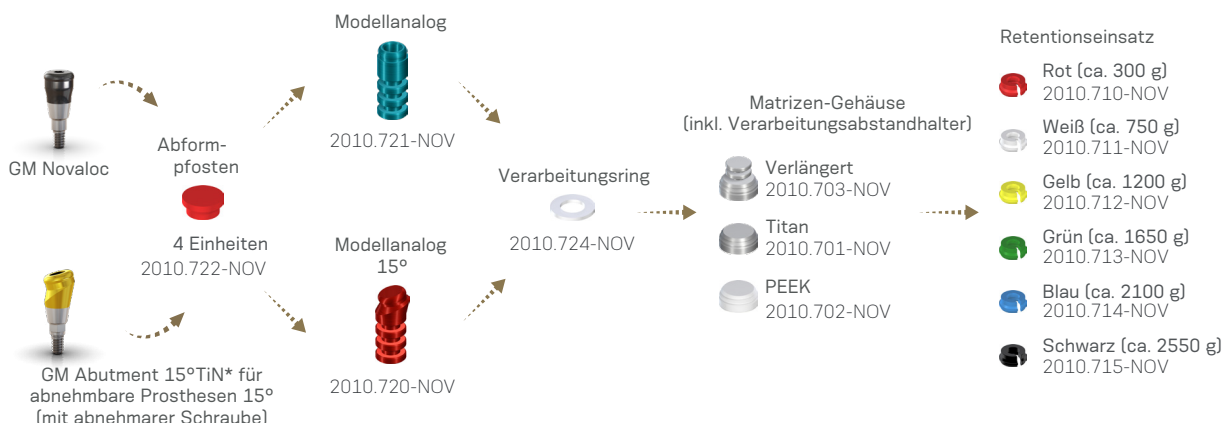 GM Novaloc
Abform-
pfosten
4 Einheiten
2010.722-NOV
GM Abutment 15°TiN* für
abnehmbare Prosthesen 15°
(mit abnehmarer Schraube)
Modellanalog
2010.721-NOV
Modellanalog
15°
2010.720-NOV
Verarbeitungsring
2010.724-NOV
Matrizen-Gehäuse
(inkl. Verarbeitungsabstandhalter)
Verlängert
2010.703-NOV
Titan
2010.701-NOV
PEEK
2010.702-NOV
Retentionseinsatz
Rot (ca. 300 g)
2010.710-NOV
Weiß (ca. 750 g)
2010.711-NOV
Gelb (ca. 1200 g)
2010.712-NOV
Grün (ca. 1650 g)
2010.713-NOV
Blau (ca. 2100 g)
2010.714-NOV
Schwarz (ca. 2550 g)
2010.715-NOV